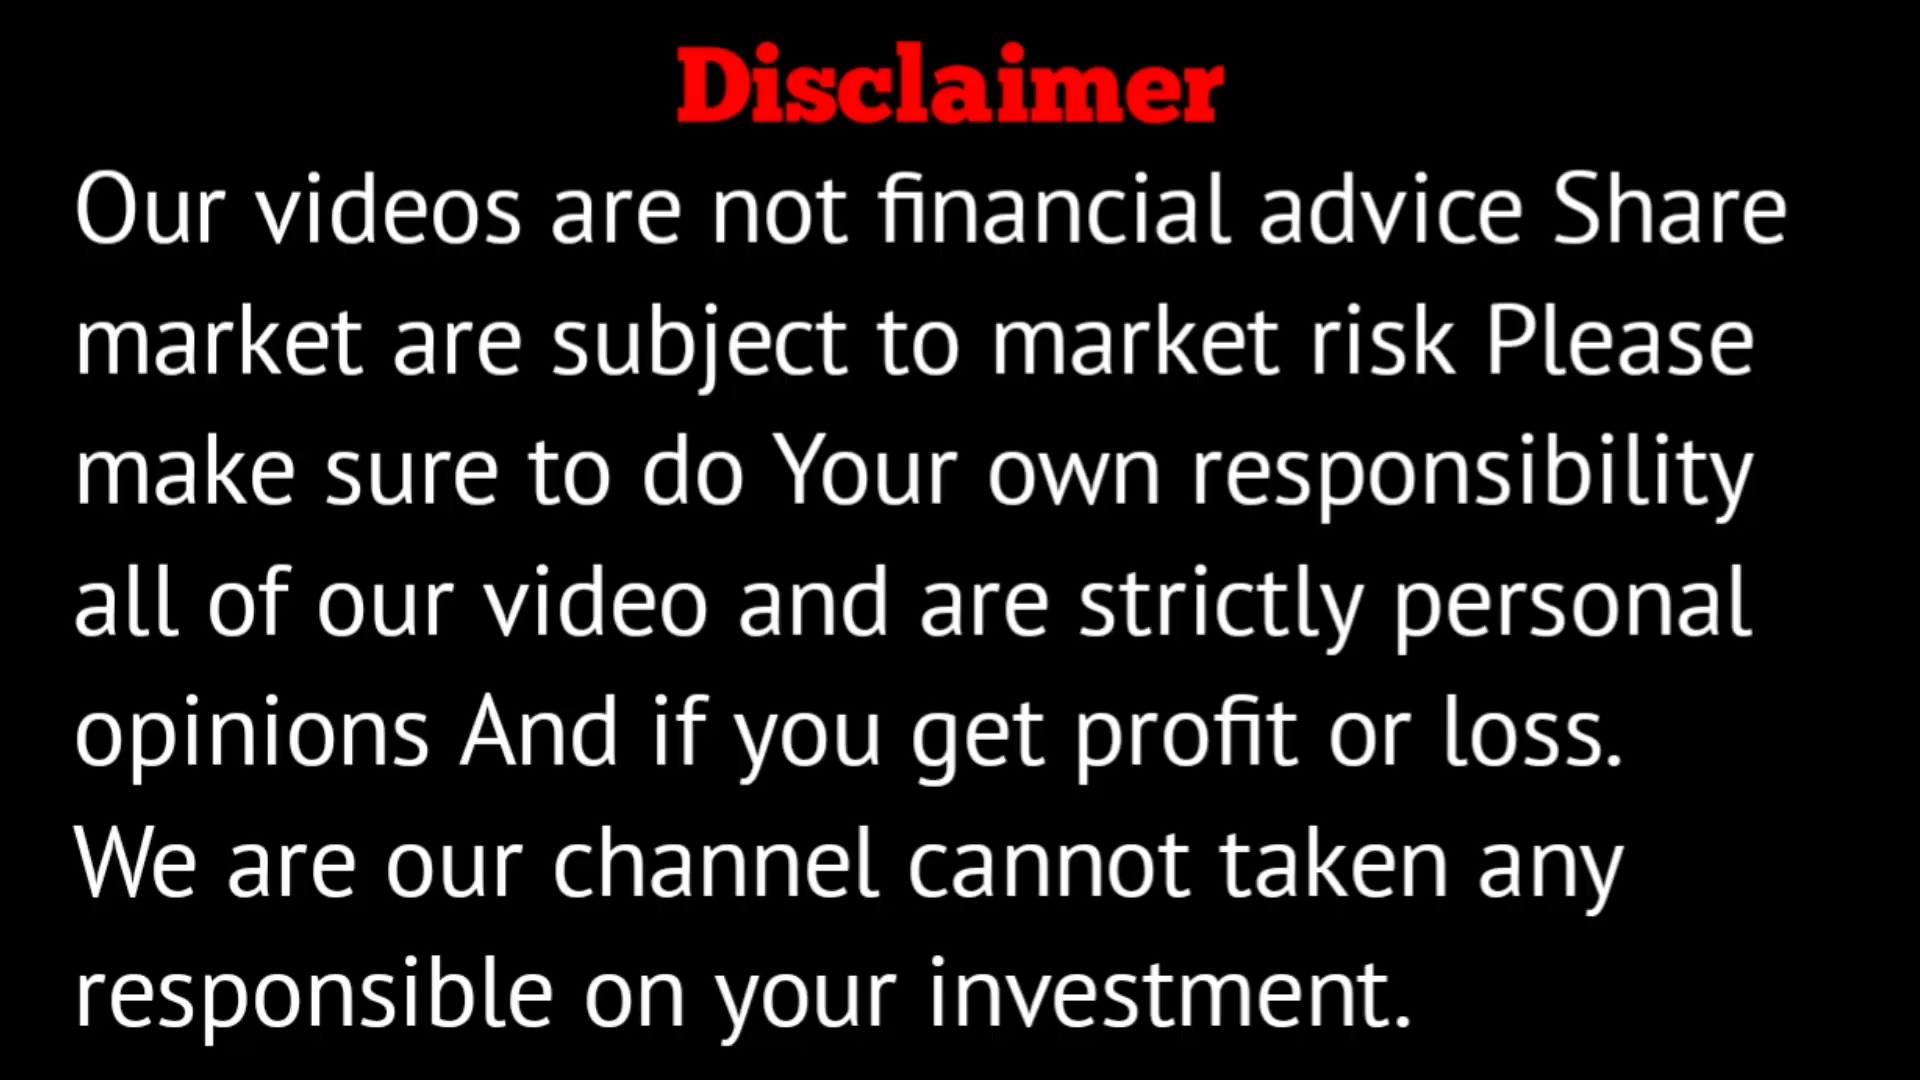 Disclaimer
Our videos are not financial advice Share
market are subject to market risk Please
make sure to do Your own responsibility
all of our video and are strictly personal
opinions And if you get profit or loss.
We are our channel cannot taken any
responsible on your investment.